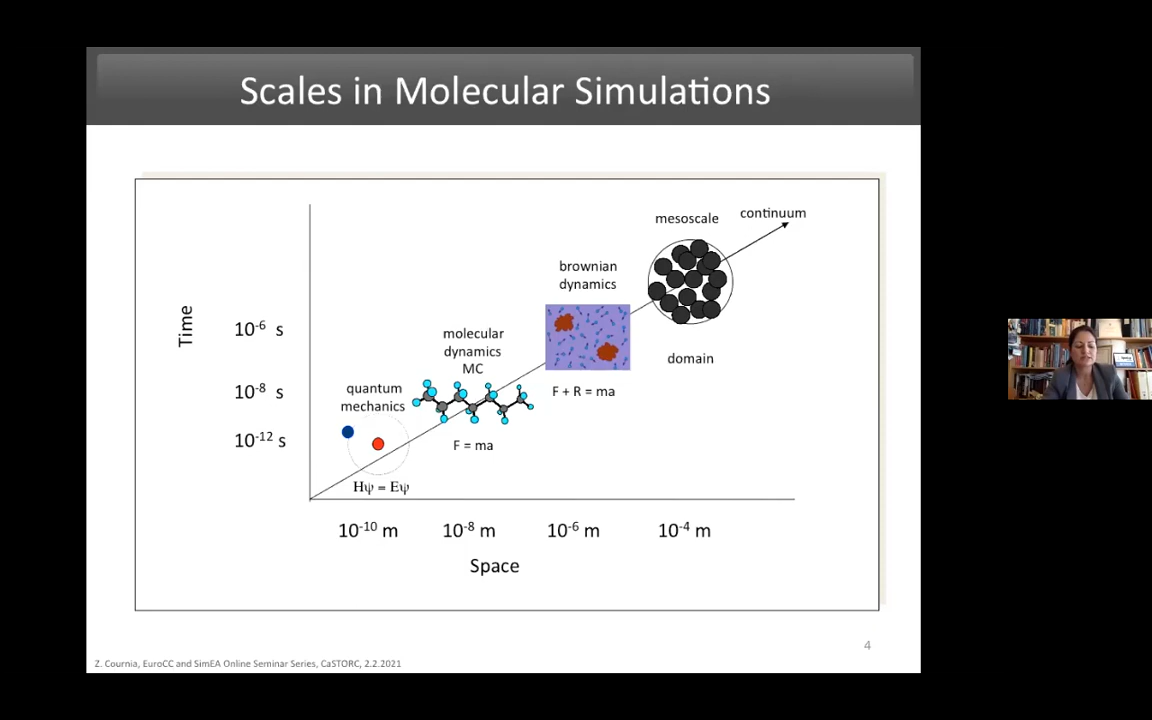 Scales in Molecular Simulations
continuum
mesoscale
brownian
dynamics
domain
molecular
dynamics
MC
F + R = ma
quantum
mechanics
F = ma
Hψ = Eψ
Time
10-6 s
10-8 s
10-12 s
10-10 m
10-8 m
10-6 m
10-4 m
Space
4
Z. Cournia, EuroCC and SimEA Online Seminar Series, CaSTORC, 2.2.2021